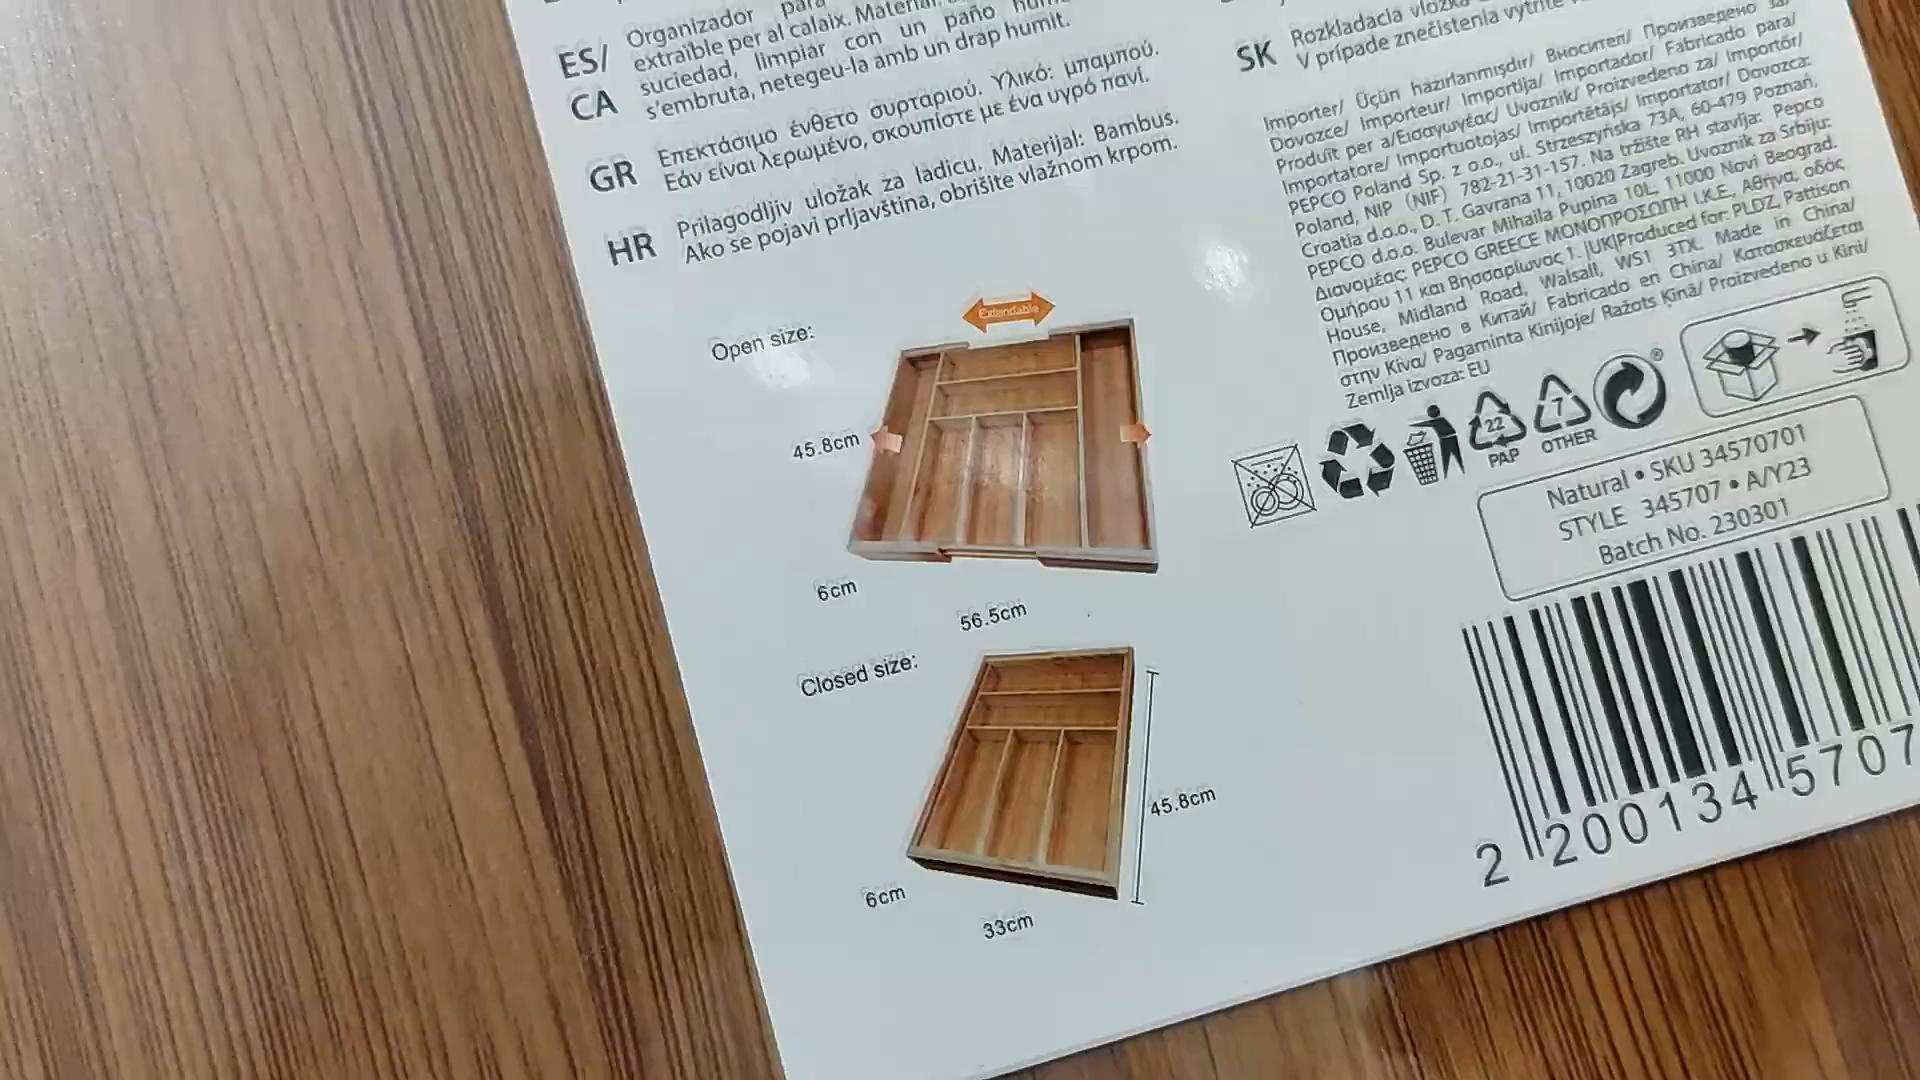 ES/
CA
Organizador para
extraïble per al calaix. Material:
suciedad, limpiar con un paño
s'embruta, netegeu-la amb un drap humit.
GR
Επεκτάσιμο ένθετο συρταριού. Υλικό: μπαμπού.
Εάν είναι λερωμένο, σκουπίστε με ένα υγρό πανί.
HR
Prilagodljiv uložak za ladicu. Materijal: Bambus.
Ako se pojavi prljavština, obrišite vlažnom krpom.
Open size:
Extendable
45.8cm
6cm
56.5cm
Closed size:
45.8cm
6cm
33cm
SK
Rozkladacia vložka
V prípade znečistenia vytrite
Importer/ Üçün hazırlanmışdır/ Вносител/ Произведено за/
Dovozce/ Importeur/ Importija/ Importador/ Fabricado para/
Produit per a/Εισαγωγέας/ Uvoznik/ Proizvedeno za/ Importőr/
Importatore/ Importuotojas/ Importētājs/ Importator/ Dovozca:
PEPCO Poland Sp. z o.o., ul. Strzeszyńska 73A, 60-479 Poznań,
Poland, NIP (NIF) 782-21-31-157. Na tržište RH stavlja: Pepco
Croatia d.o.o., D. T. Gavrana 11, 10020 Zagreb. Uvoznik za Srbiju:
PEPCO d.o.o. Bulevar Mihaila Pupina 10L, 11000 Novi Beograd.
Διανομέας: PEPCO GREECE ΜΟΝΟΠΡΟΣΩΠΗ Ι.Κ.Ε, Αθήνα, οδός
Ομήρου 11 και Βησσαρίωνος 1. |UK|Produced for: PLDZ, Pattison
House, Midland Road, Walsall, WS1 3TX. Made in China/
Произведено в Китай/ Fabricado en China/ Κατασκευάζεται
στην Κίνα/ Pagaminta Kinijoje/ Ražots Ķīnā/ Proizvedeno u Kini/
Zemlja izvoza: EU
22
PAP
7
OTHER
®
Natural • SKU 34570701
STYLE 345707 • A/Y23
Batch No. 230301
2 200134 5707